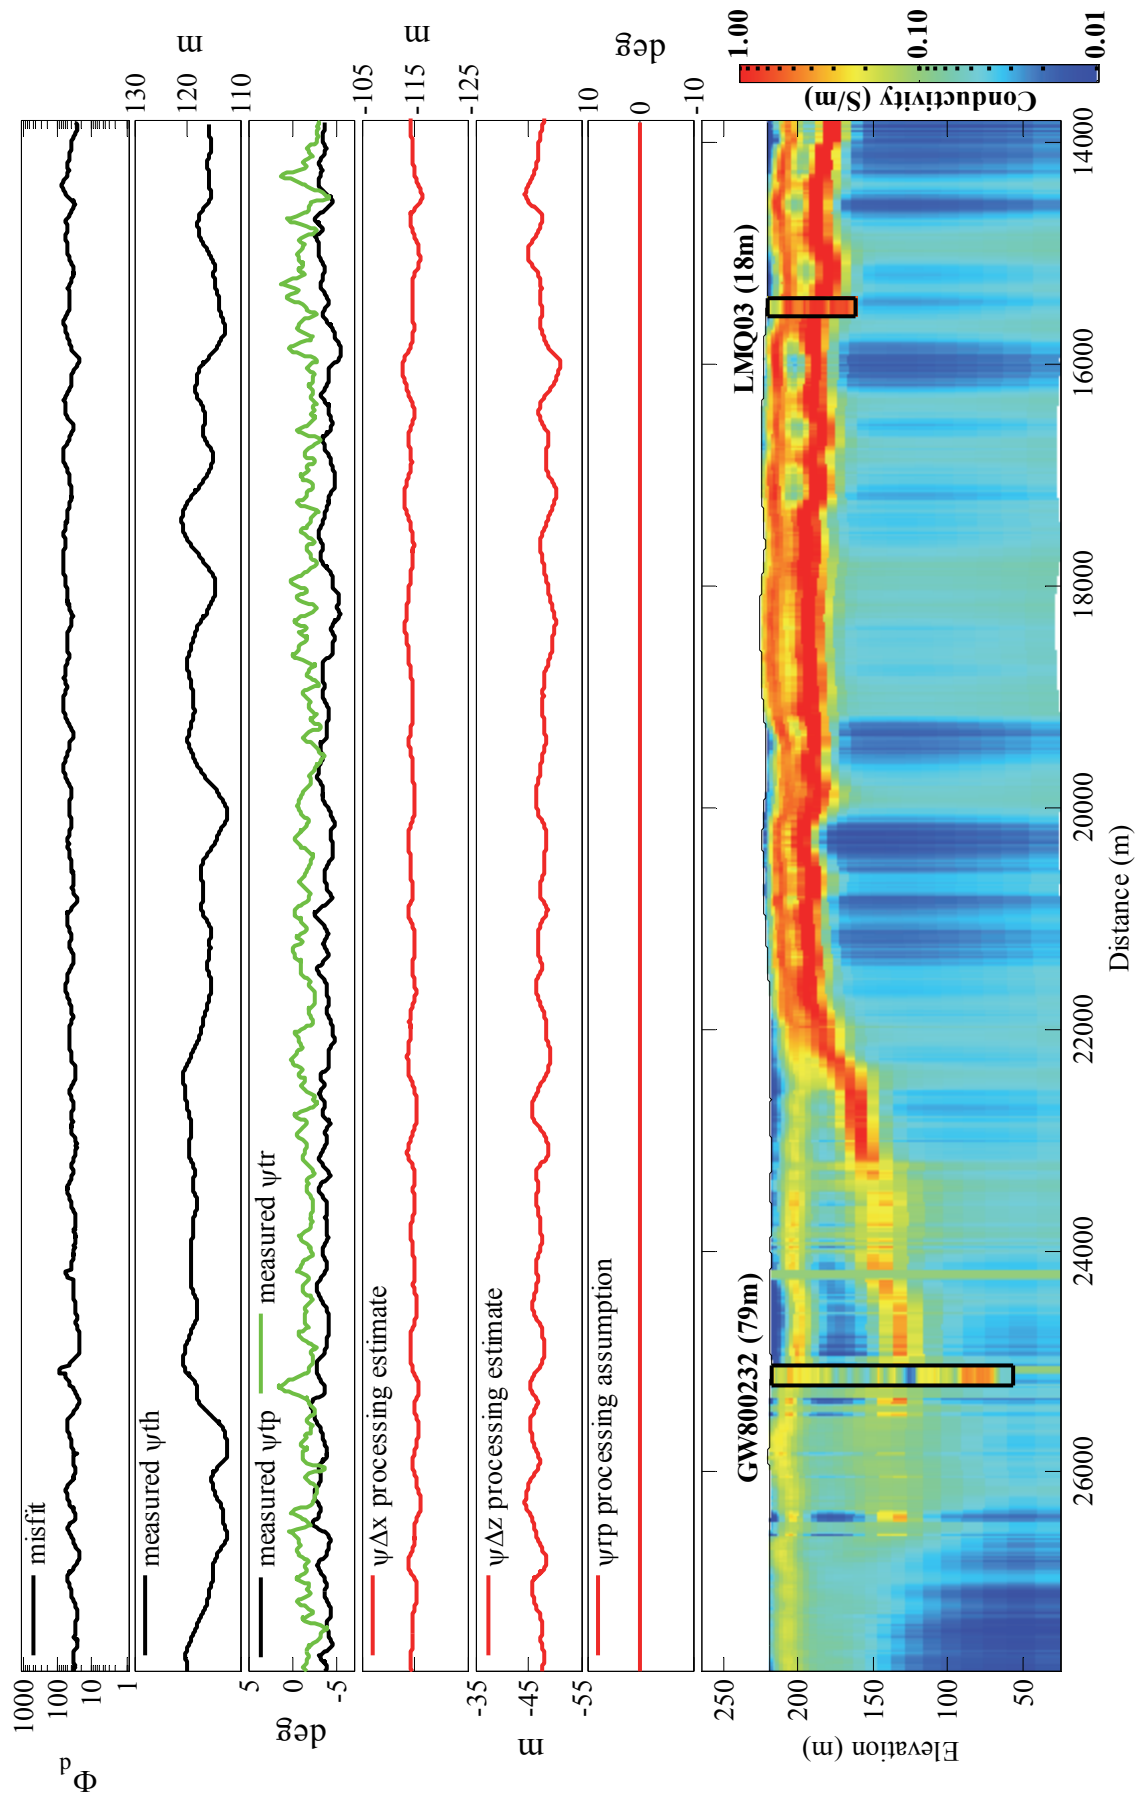 misfit
1000
100
10
1
Φd
measured ψth
130
120
110
m
measured ψtp
measured ψtr
5
0
-5
deg
ψΔx processing estimate
-105
-115
-125
m
ψΔz processing estimate
-35
-45
-55
m
ψrp processing assumption
10
0
-10
deg
GW800232 (79m)
LMQ03 (18m)
250
200
150
100
50
Elevation (m)
26000
24000
22000
20000
18000
16000
14000
Distance (m)
Conductivity (S/m)
1.00
0.10
0.01